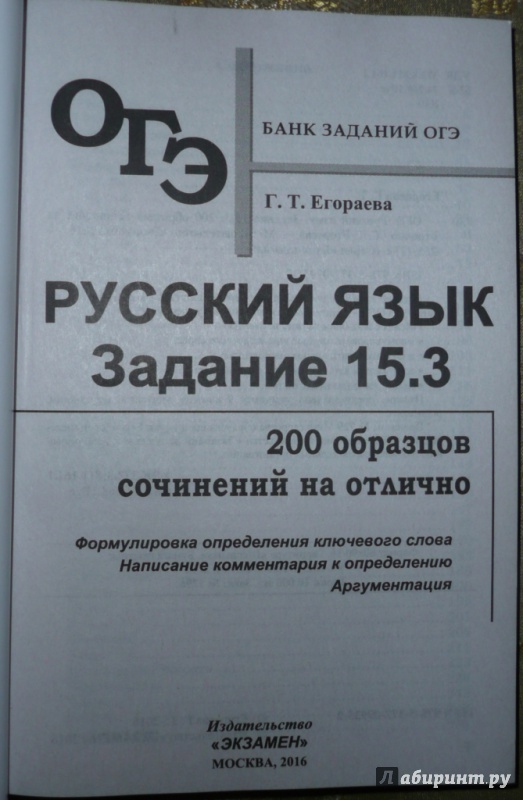 ОГЭ
БАНК ЗАДАНИЙ ОГЭ
Г. Т. Егораева
РУССКИЙ ЯЗЫК
Задание 15.3
200 образцов
сочинений на отлично
Формулировка определения ключевого слова
Написание комментария к определению
Аргументация
Издательство
«ЭКЗАМЕН»
МОСКВА, 2016
Лабиринт.ру